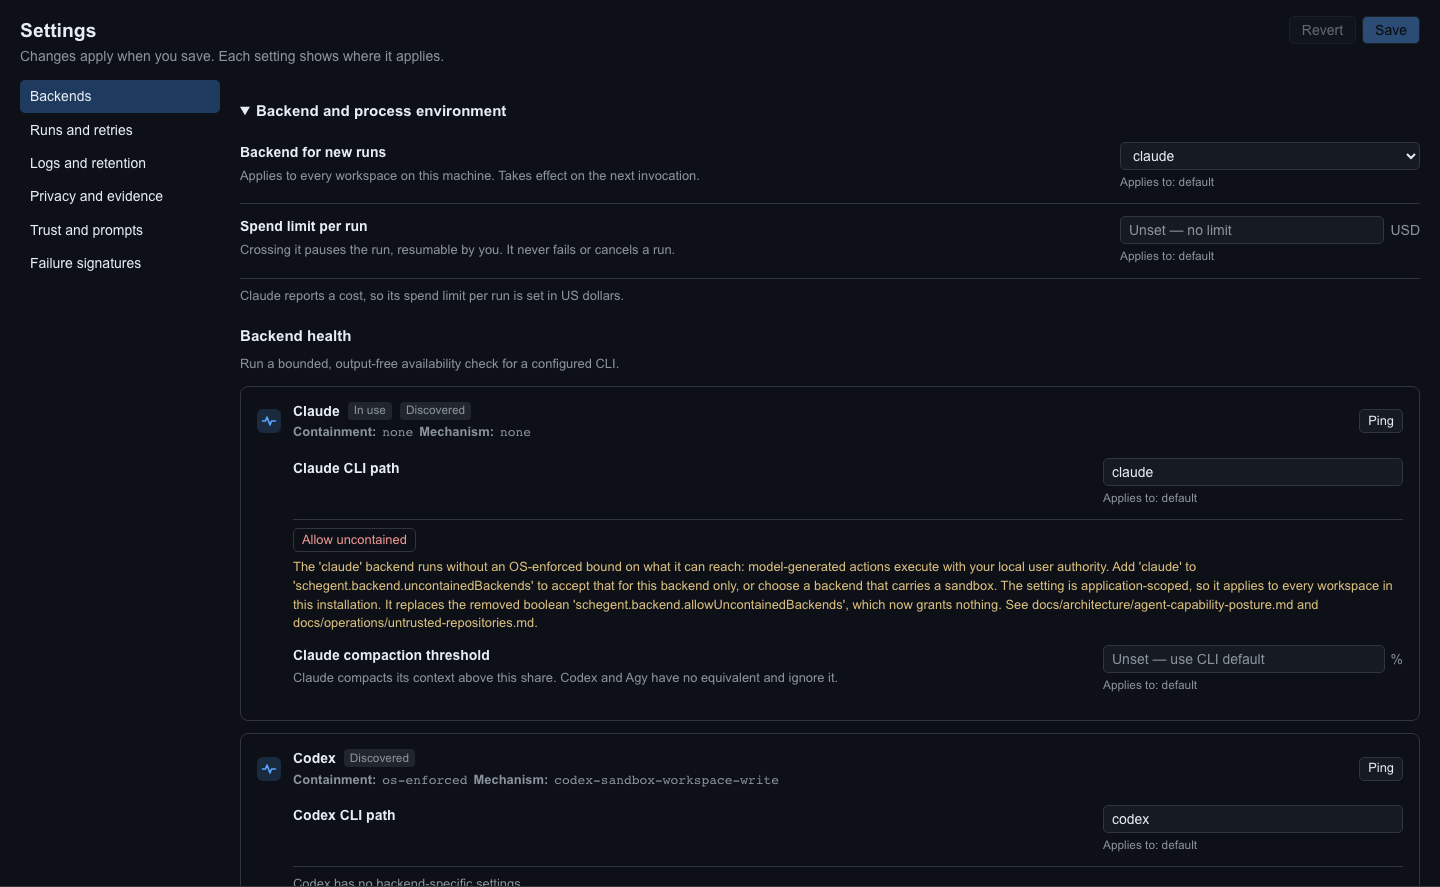 Settings
Revert
Save
Changes apply when you save. Each setting shows where it applies.
Backends
Runs and retries
Logs and retention
Privacy and evidence
Trust and prompts
Failure signatures
▼ Backend and process environment
Backend for new runs
Applies to every workspace on this machine. Takes effect on the next invocation.
claude
Applies to: default
Spend limit per run
Crossing it pauses the run, resumable by you. It never fails or cancels a run.
Unset — no limit
USD
Applies to: default
Claude reports a cost, so its spend limit per run is set in US dollars.
Backend health
Run a bounded, output-free availability check for a configured CLI.
Claude In use Discovered
Containment: none Mechanism: none
Ping
Claude CLI path
claude
Applies to: default
Allow uncontained
The 'claude' backend runs without an OS-enforced bound on what it can reach: model-generated actions execute with your local user authority. Add 'claude' to
'schegent.backend.uncontainedBackends' to accept that for this backend only, or choose a backend that carries a sandbox. The setting is application-scoped, so it applies to every workspace in
this installation. It replaces the removed boolean 'schegent.backend.allowUncontainedBackends', which now grants nothing. See docs/architecture/agent-capability-posture.md and
docs/operations/untrusted-repositories.md.
Claude compaction threshold
Claude compacts its context above this share. Codex and Agy have no equivalent and ignore it.
Unset — use CLI default
%
Applies to: default
Codex Discovered
Containment: os-enforced Mechanism: codex-sandbox-workspace-write
Ping
Codex CLI path
codex
Applies to: default
Codex has no backend-specific settings